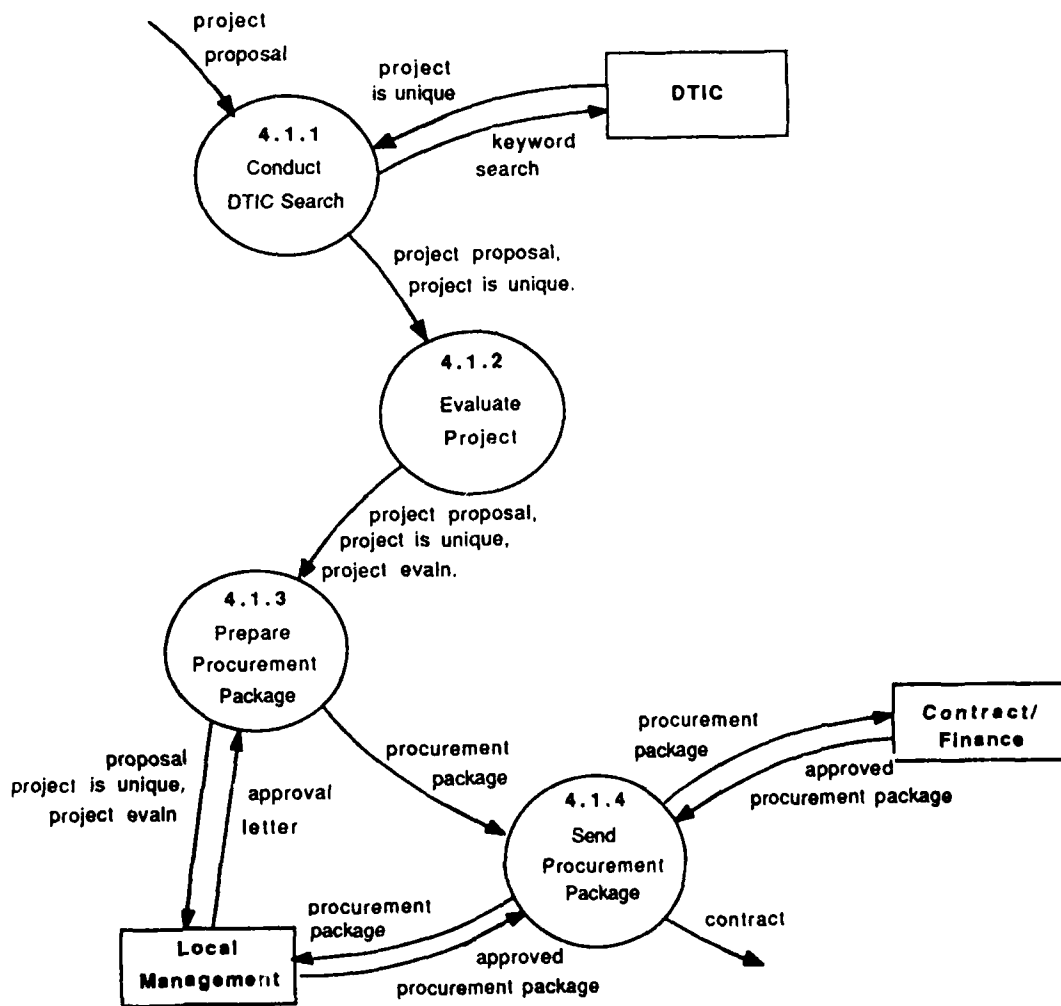 project
proposal
project
is unique
DTIC
keyword
search
4.1.1
Conduct
DTIC Search
project proposal,
project is unique.
4.1.2
Evaluate
Project
project proposal,
project is unique,
project evaln.
4.1.3
Prepare
Procurement
Package
proposal
project is unique,
project evaln
approval
letter
procurement
package
procurement
package
Contract/
Finance
approved
procurement package
4.1.4
Send
Procurement
Package
procurement
package
contract
Local
Management
approved
procurement package